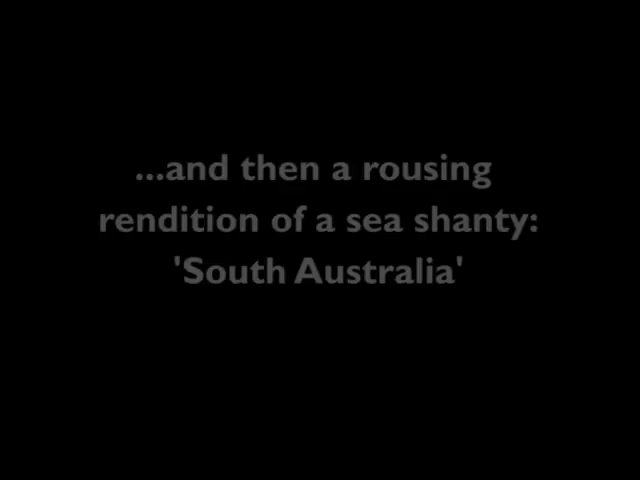 ...and then a rousing
rendition of a sea shanty:
'South Australia'